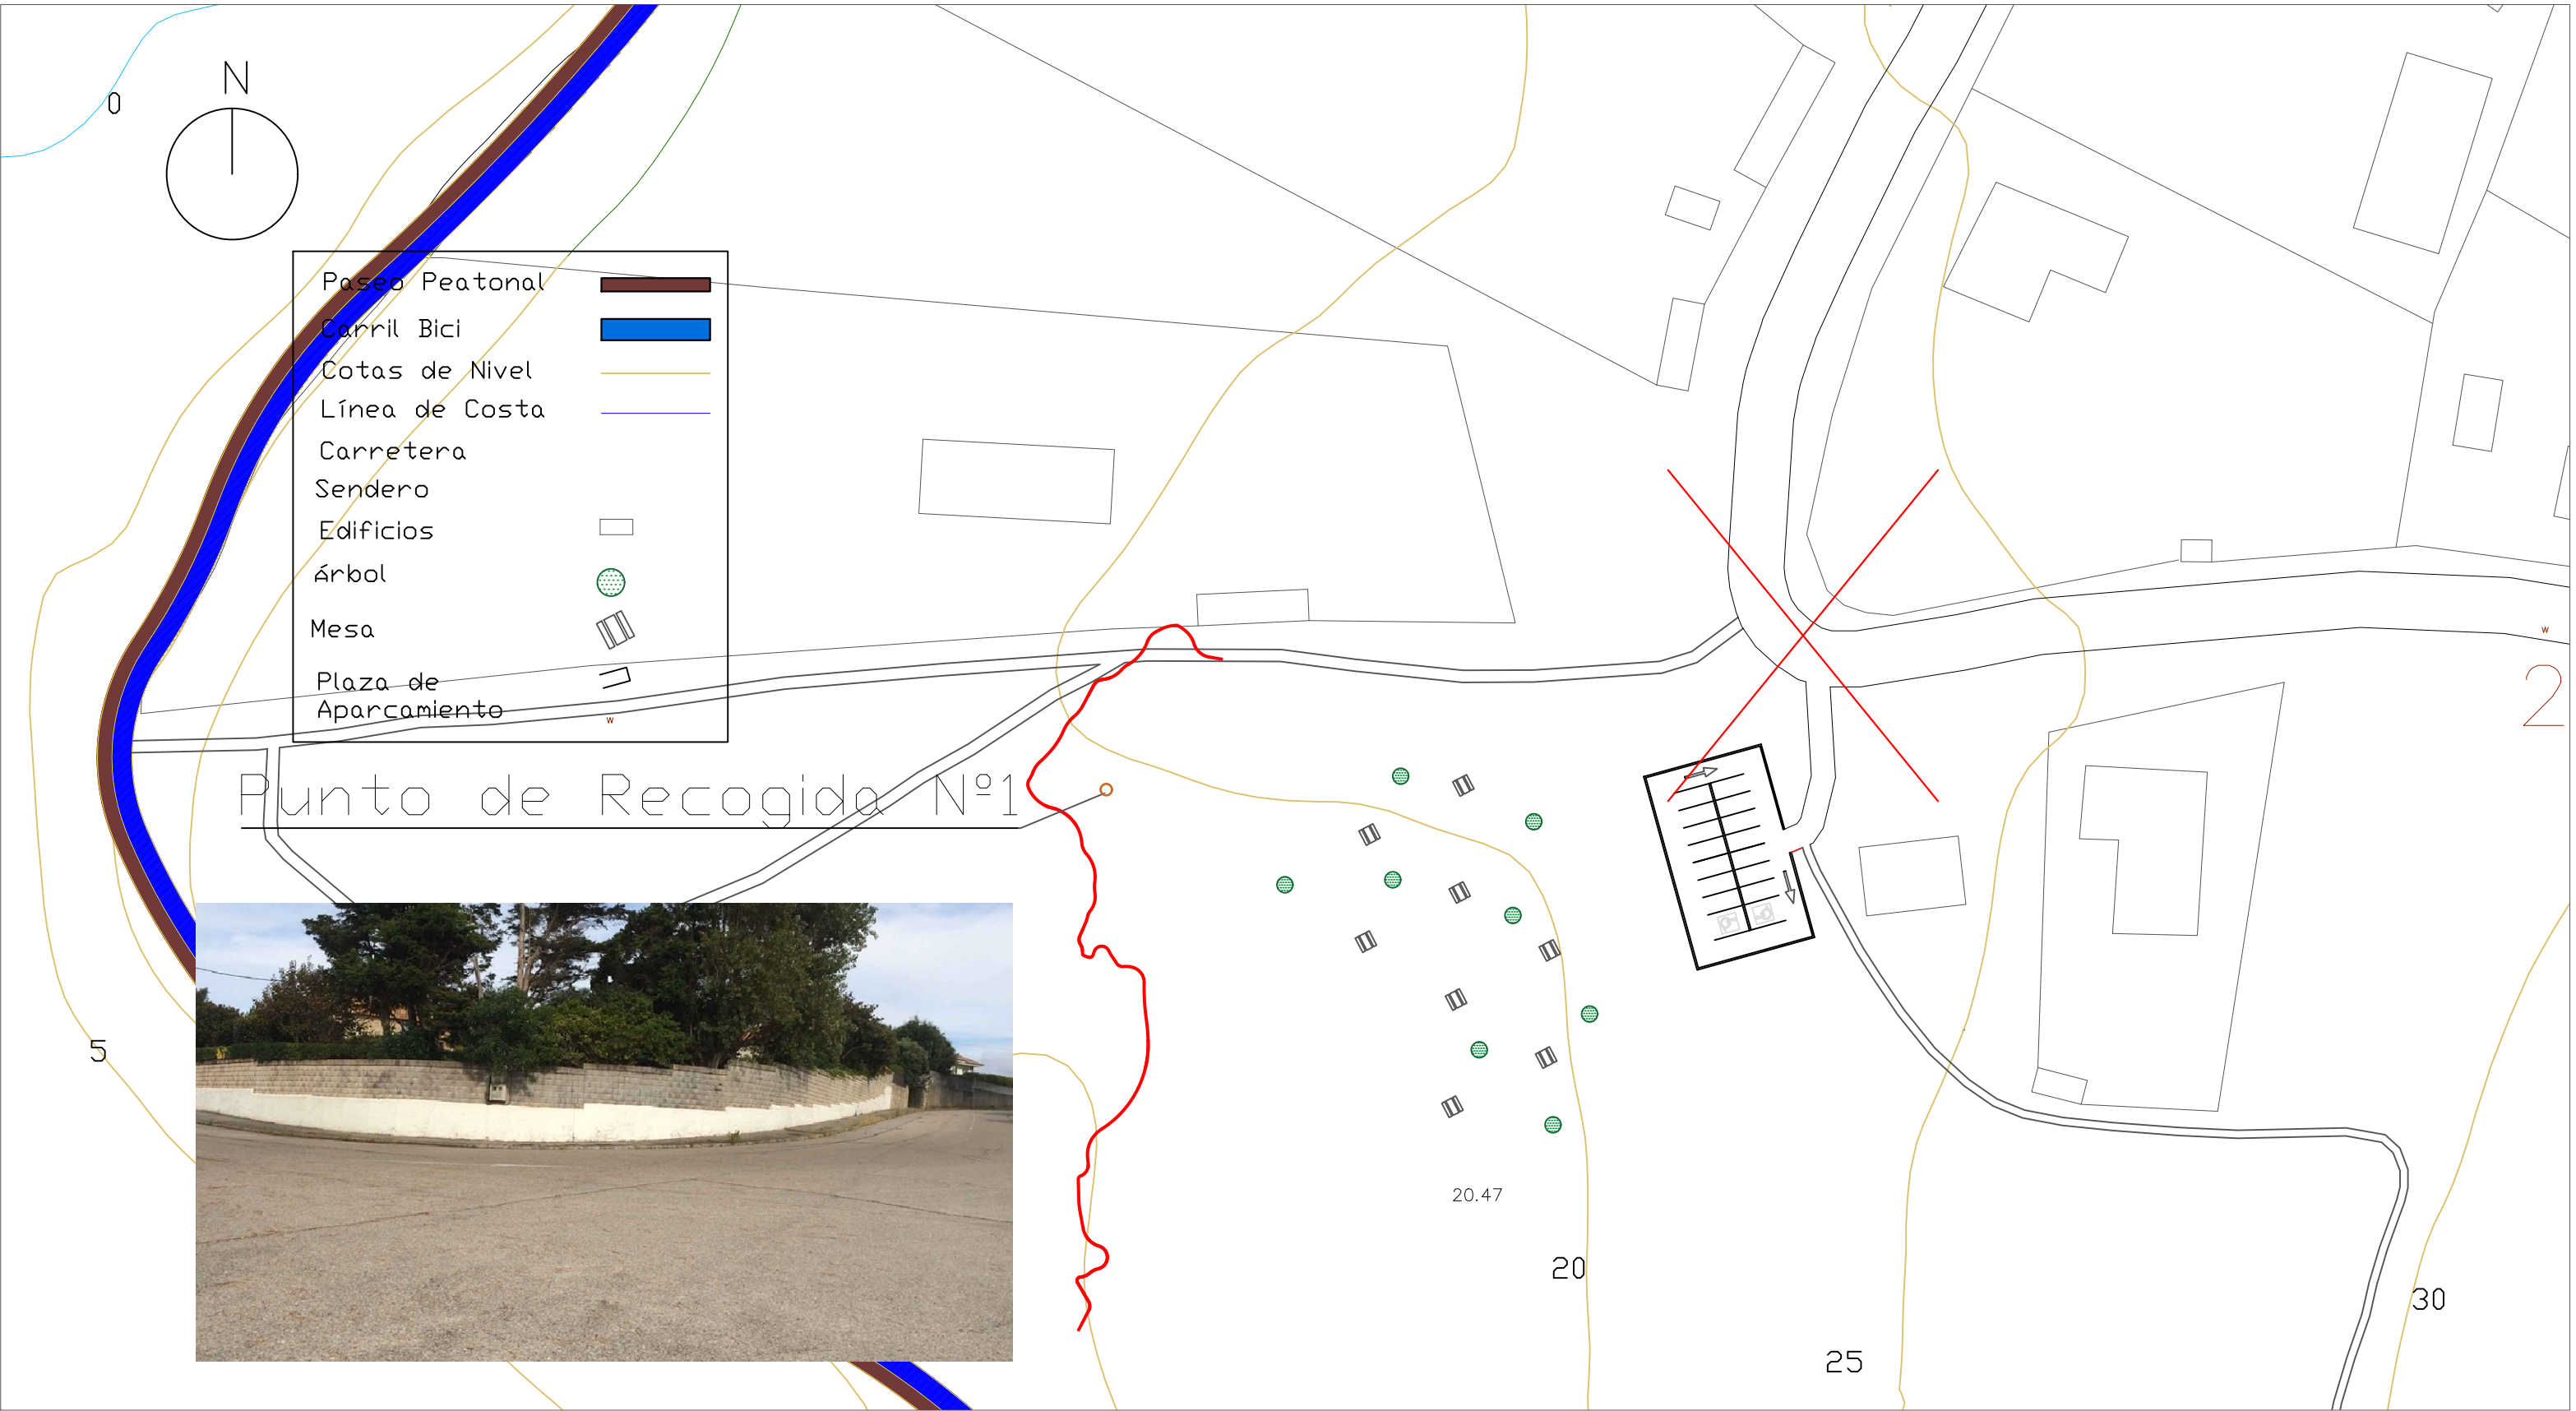 N
0
Paseo Peatonal
Carril Bici
Cotas de Nivel
Línea de Costa
Carretera
Sendero
Edificios
Árbol
Mesa
Plaza de
Aparcamiento
w
w
2
Punto de Recogida Nº1
5
20.47
20
30
25